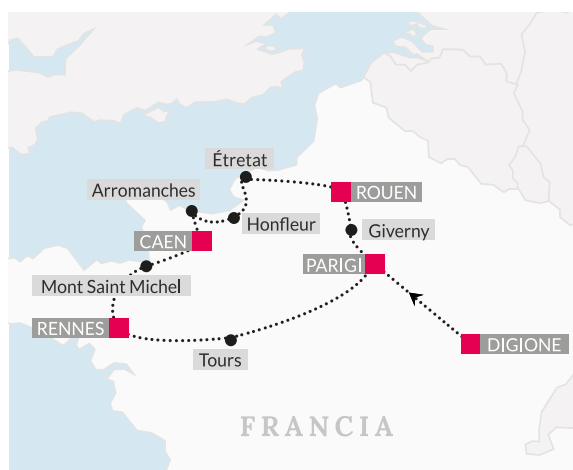 Étretat
Arromanches
ROUEN
Honfleur
Giverny
CAEN
PARIGI
Mont Saint Michel
RENNES
DIGIONE
Tours
FRANCIA